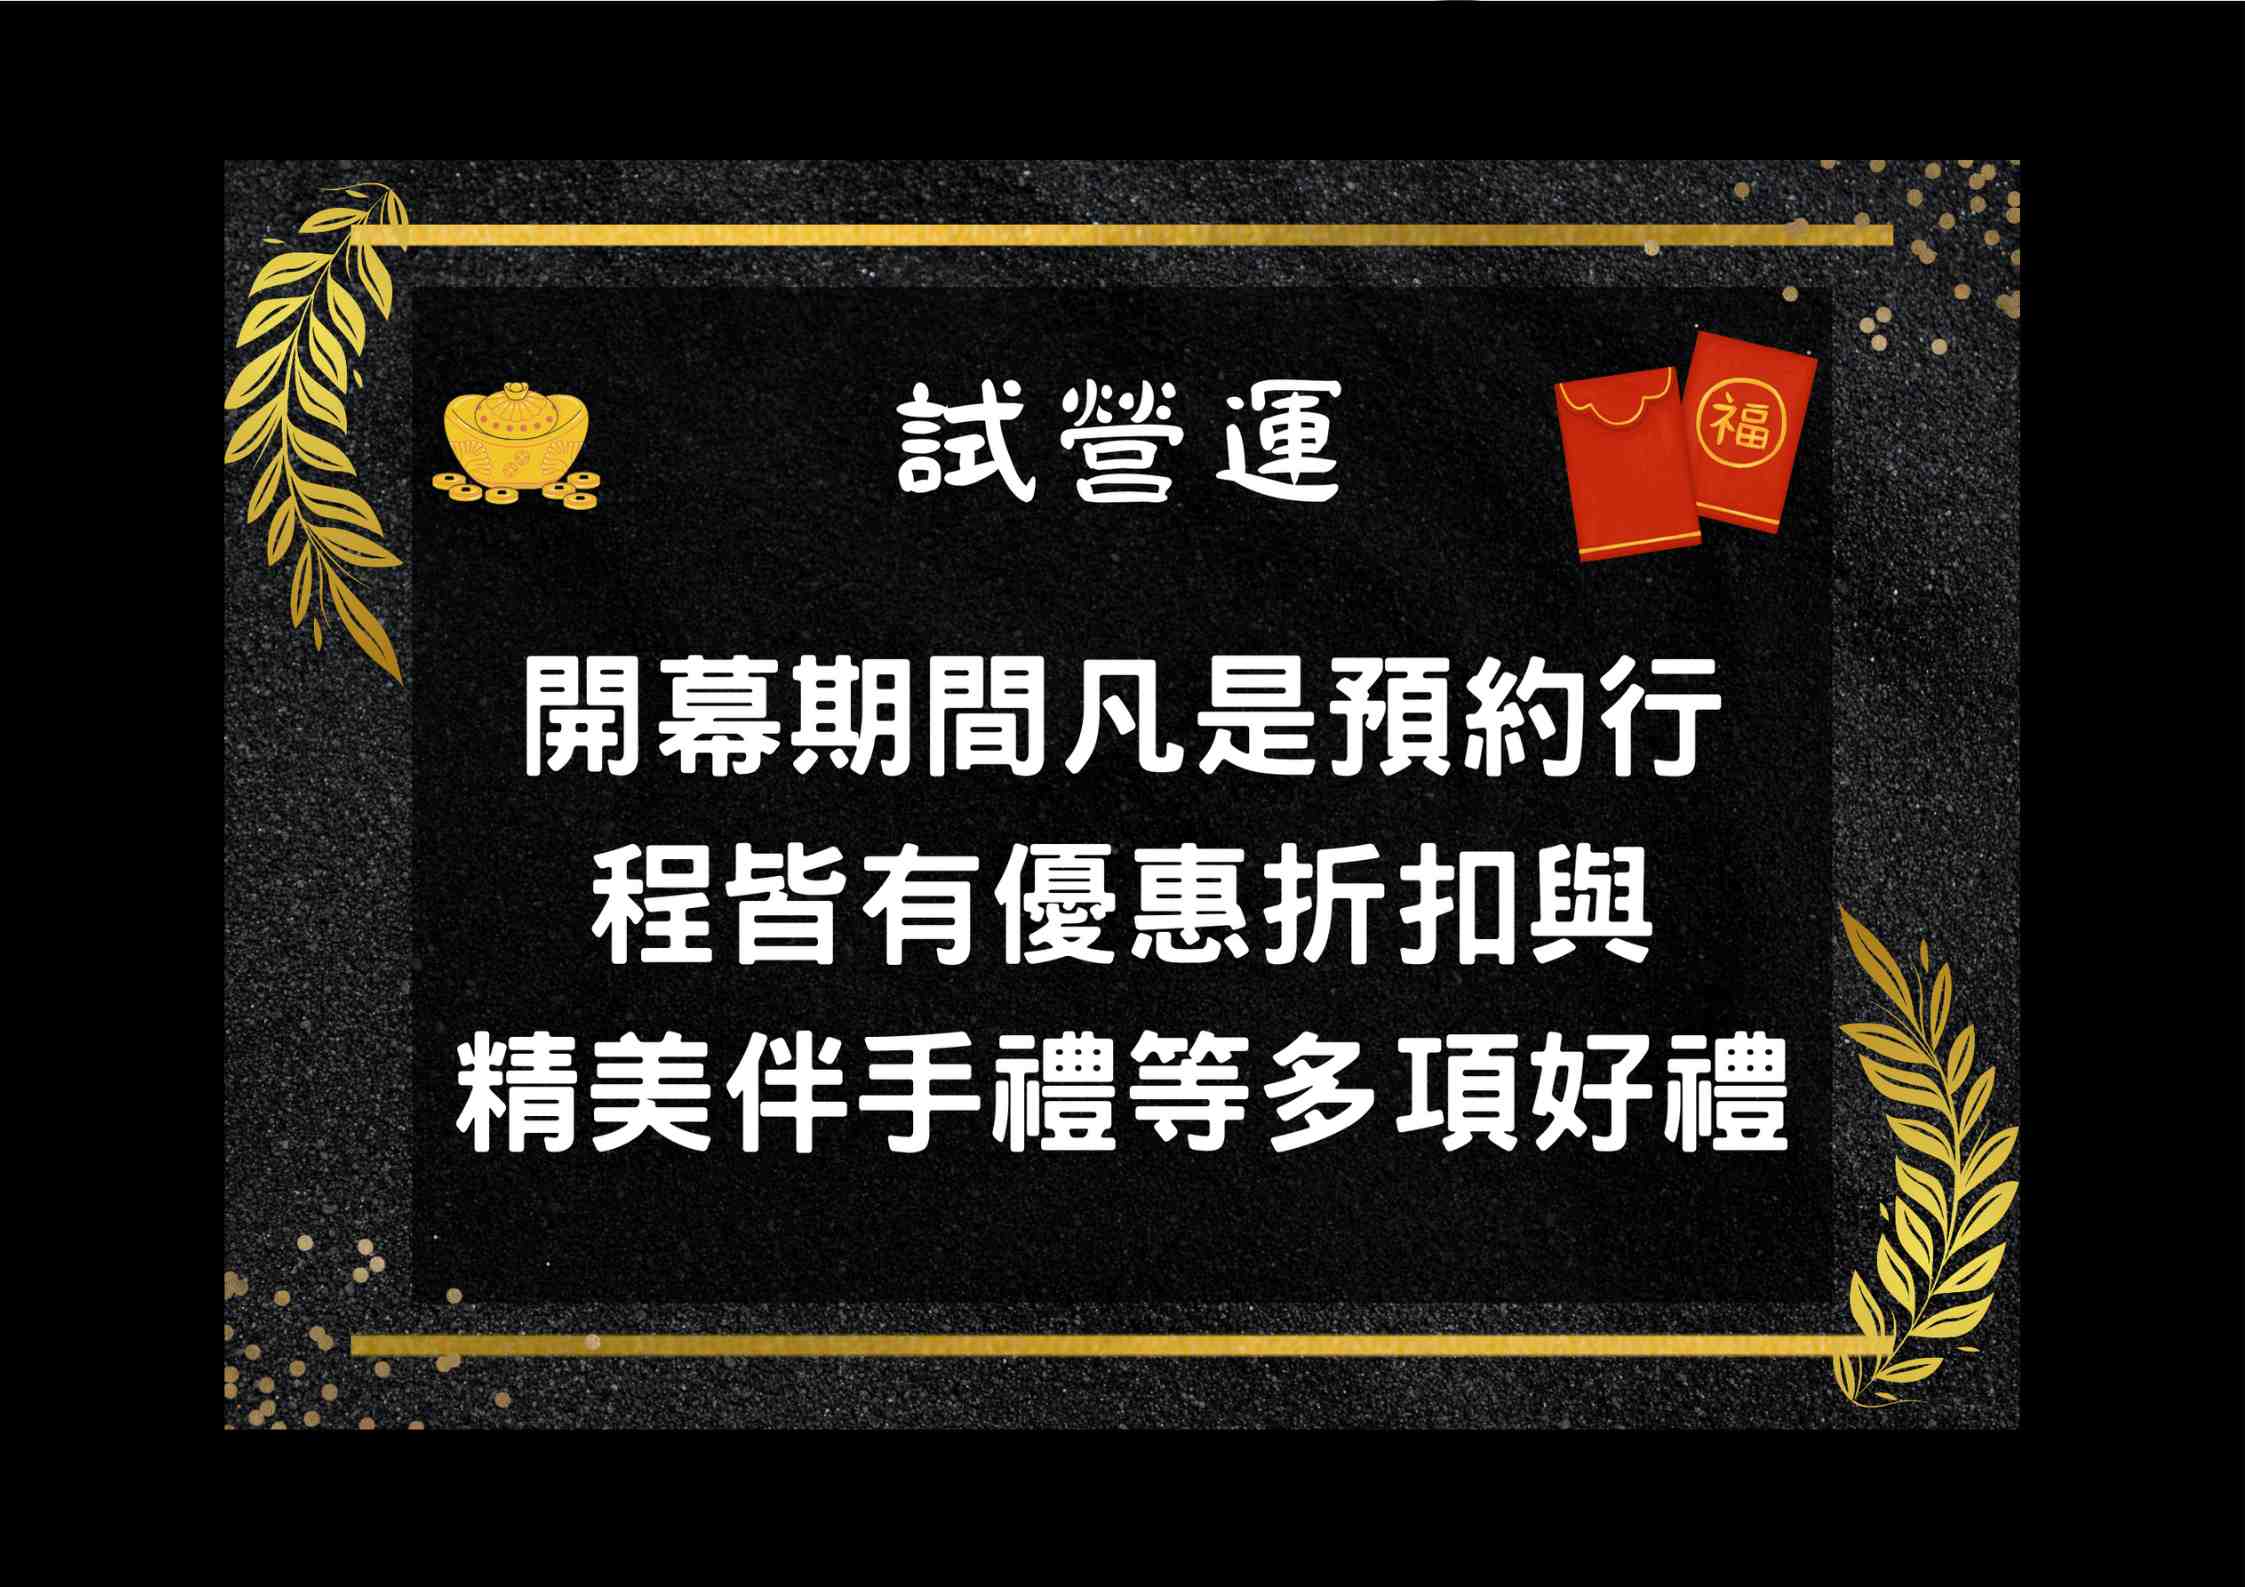 試營運
福
開幕期間凡是預約行
程皆有優惠折扣與
精美伴手禮等多項好禮